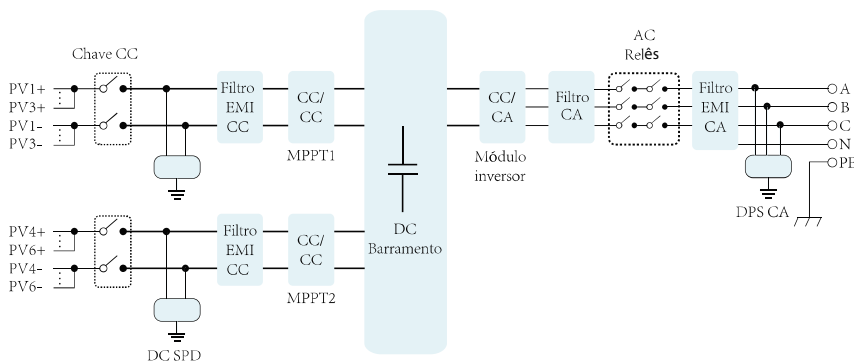 Chave CC
PV1+
PV3+
PV1-
PV3-
Filtro
EMI
CC
CC/
CC
MPPT1
PV4+
PV6+
PV4-
PV6-
DC SPD
Filtro
EMI
CC
CC/
CC
MPPT2
DC
Barramento
CC/
CA
Módulo
inversor
Filtro
CA
AC
Relês
Filtro
EMI
CA
DPS CA
A
B
C
N
PE